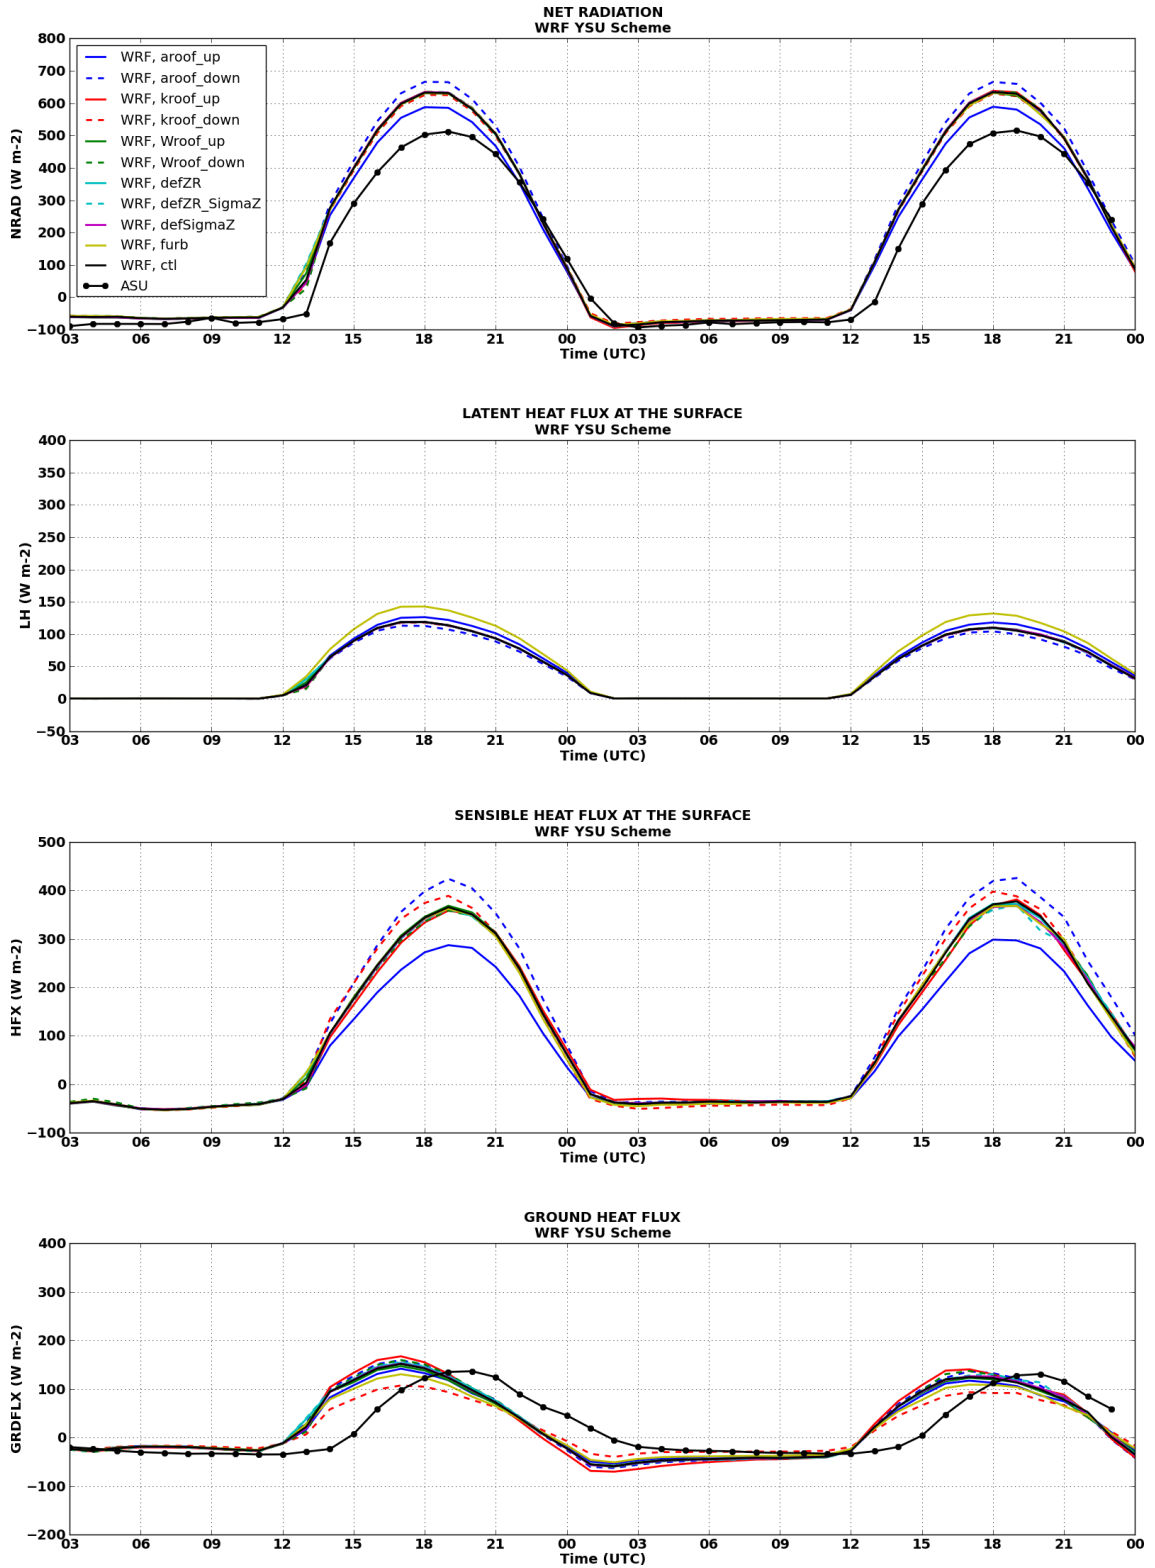 NET RADIATION
WRF YSU Scheme
NRAD (W m-2)
800
700
600
500
400
300
200
100
0
−100
WRF, aroof_up
WRF, aroof_down
WRF, kroof_up
WRF, kroof_down
WRF, Wroof_up
WRF, Wroof_down
WRF, defZR
WRF, defZR_SigmaZ
WRF, defSigmaZ
WRF, furb
WRF, ctl
ASU
03 06 09 12 15 18 21 00 03 06 09 12 15 18 21 00
Time (UTC)
LATENT HEAT FLUX AT THE SURFACE
WRF YSU Scheme
LH (W m-2)
400
350
300
250
200
150
100
50
0
−50
03 06 09 12 15 18 21 00 03 06 09 12 15 18 21 00
Time (UTC)
SENSIBLE HEAT FLUX AT THE SURFACE
WRF YSU Scheme
HFX (W m-2)
500
400
300
200
100
0
−100
03 06 09 12 15 18 21 00 03 06 09 12 15 18 21 00
Time (UTC)
GROUND HEAT FLUX
WRF YSU Scheme
GRDFLX (W m-2)
400
300
200
100
0
−100
−200
03 06 09 12 15 18 21 00 03 06 09 12 15 18 21 00
Time (UTC)